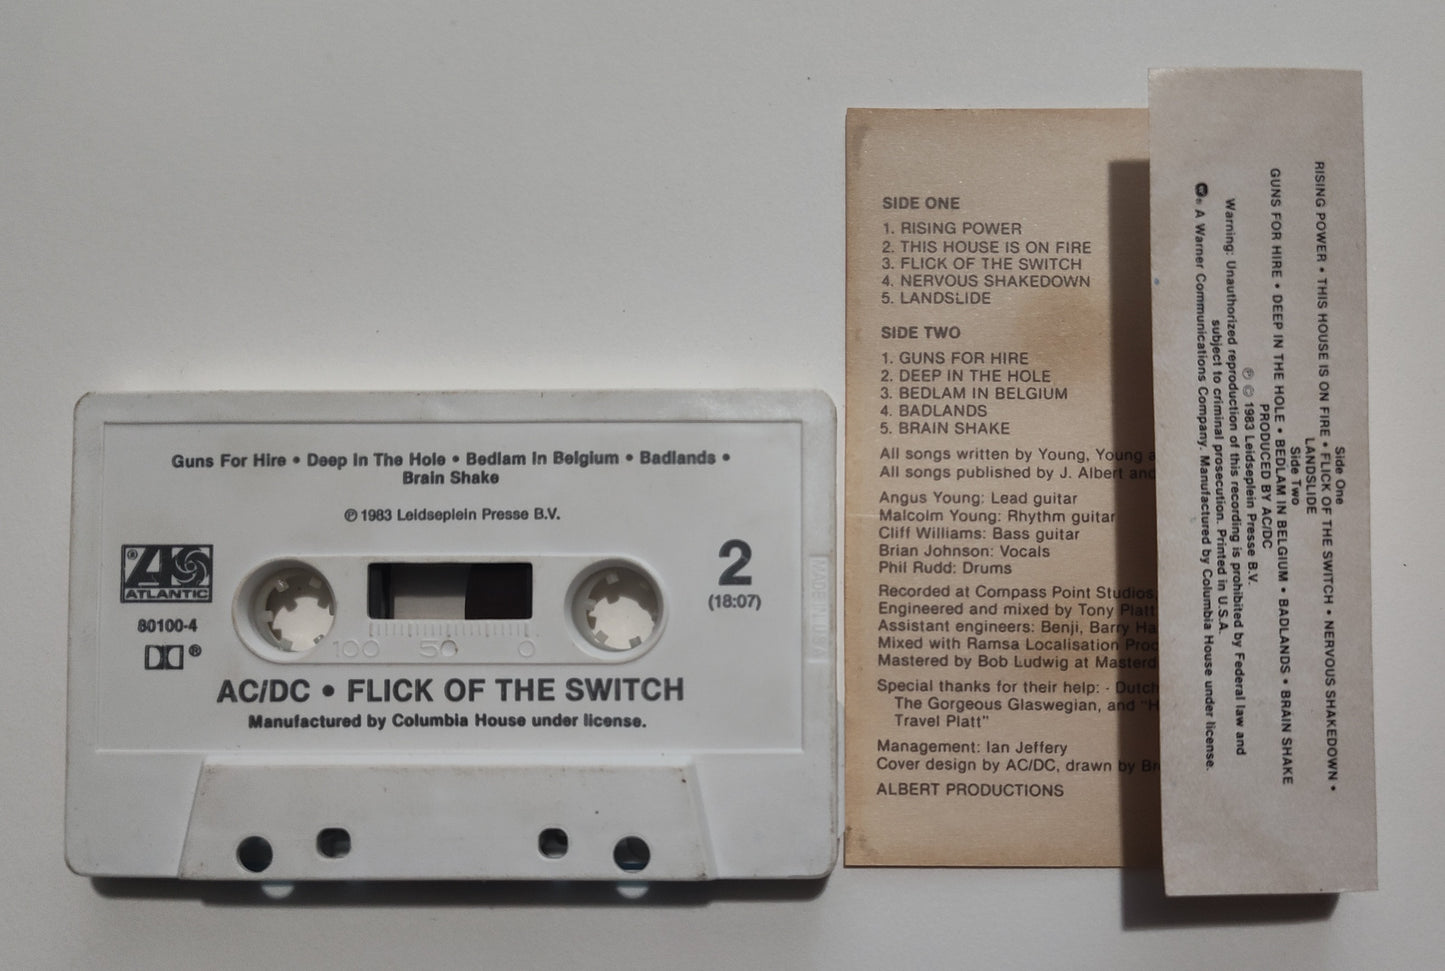 Guns For Hire • Deep In The Hole • Bedlam In Belgium • Badlands •
Brain Shake
℗ 1983 Leidseplein Presse B.V.
ATLANTIC
®
80100-4
®
2
(18:07)
MADE IN USA
100 50 0
AC/DC • FLICK OF THE SWITCH
Manufactured by Columbia House under license.
SIDE ONE
1. RISING POWER
2. THIS HOUSE IS ON FIRE
3. FLICK OF THE SWITCH
4. NERVOUS SHAKEDOWN
5. LANDSLIDE
SIDE TWO
1. GUNS FOR HIRE
2. DEEP IN THE HOLE
3. BEDLAM IN BELGIUM
4. BADLANDS
5. BRAIN SHAKE
All songs written by Young, Young
All songs published by J. Albert and
Angus Young: Lead guitar
Malcolm Young: Rhythm guitar
Cliff Williams: Bass guitar
Brian Johnson: Vocals
Phil Rudd: Drums
Recorded at Compass Point Studios,
Engineered and mixed by Tony Platt
Assistant engineers: Benji, Barry
Mixed with Ramsa Localisation
Mastered by Bob Ludwig at
Special thanks for their help: - Dutch
The Gorgeous Glaswegian, and
Travel Platt"
Management: Ian Jeffery
Cover design by AC/DC, drawn by
ALBERT PRODUCTIONS
Side One
RISING POWER • THIS HOUSE IS ON FIRE • FLICK OF THE SWITCH • NERVOUS SHAKEDOWN •
LANDSLIDE
Side Two
GUNS FOR HIRE • DEEP IN THE HOLE • BEDLAM IN BELGIUM • BADLANDS • BRAIN SHAKE
PRODUCED BY AC/DC
℗ © 1983 Leidseplein Presse B.V.
Warning: Unauthorized reproduction of this recording is prohibited by Federal law and
subject to criminal prosecution. Printed in U.S.A.
® A Warner Communications Company. Manufactured by Columbia House under license.